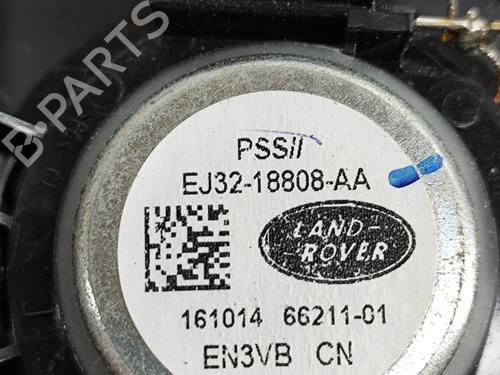 PSS//
EJ32-18808-AA
LAND-
ROVER
161014 66211-01
EN3VB CN
B-PARTS